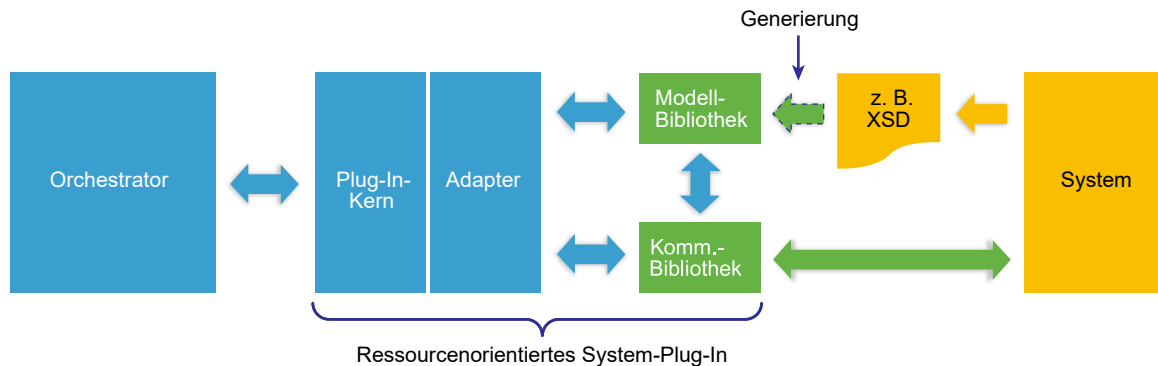 Generierung
Orchestrator
Plug-In-
Kern
Adapter
Modell-
Bibliothek
z. B.
XSD
System
Komm.-
Bibliothek
Ressourcenorientiertes System-Plug-In